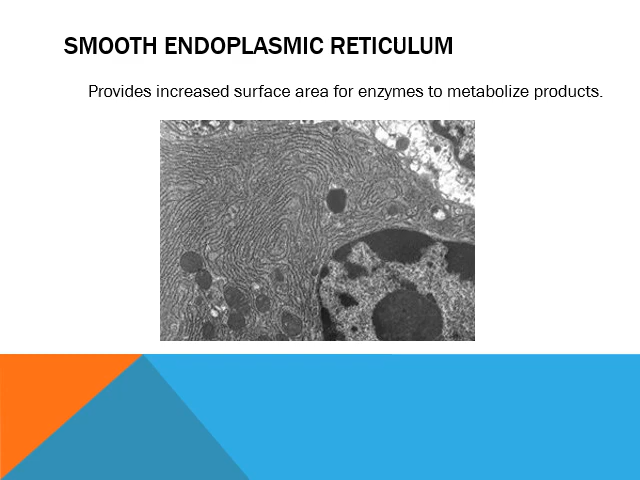 SMOOTH ENDOPLASMIC RETICULUM
Provides increased surface area for enzymes to metabolize products.